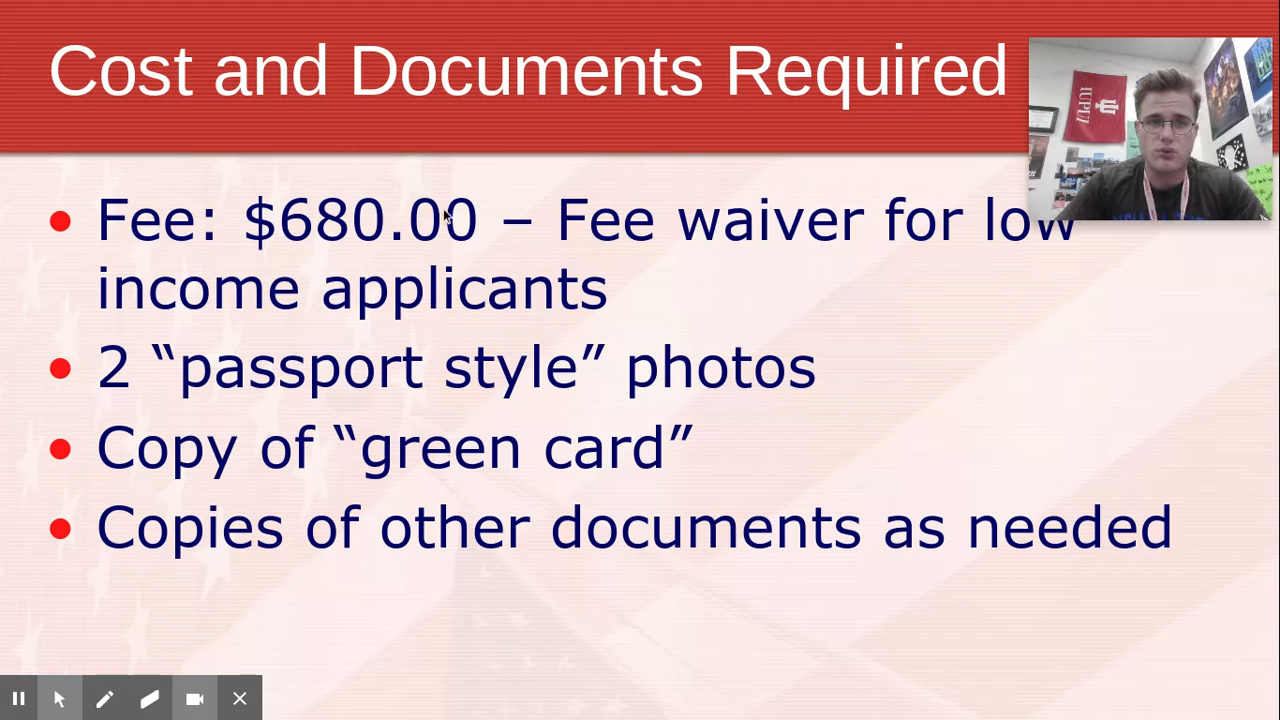 Cost and Documents Required
IUPUI
• Fee: $680.00 – Fee waiver for low
income applicants
• 2 “passport style” photos
• Copy of “green card”
• Copies of other documents as needed